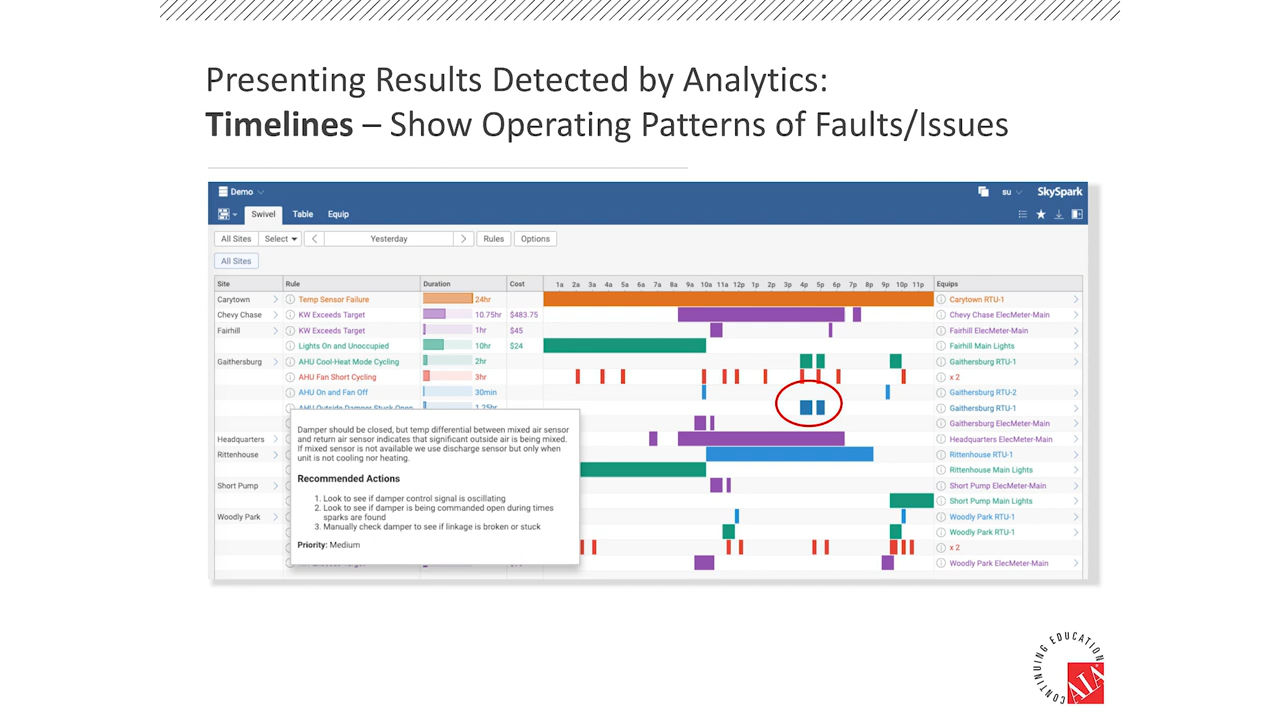 Presenting Results Detected by Analytics:
Timelines – Show Operating Patterns of Faults/Issues
Demo su SkySpark
Swivel Table Equip
All Sites Select Yesterday Rules Options
All Sites
Site Rule Duration Cost 1a 2a 3a 4a 5a 6a 7a 8a 9a 10a 11a 12p 1p 2p 3p 4p 5p 6p 7p 8p 9p 10p 11p Equips
Carytown Temp Sensor Failure 24hr Carytown RTU-1
Chevy Chase KW Exceeds Target 10.75hr $483.75 Chevy Chase ElecMeter-Main
Fairhill KW Exceeds Target 1hr $45 Fairhill ElecMeter-Main
Lights On and Unoccupied 10hr $24 Fairhill Main Lights
Gaithersburg AHU Cool-Heat Mode Cycling 2hr Gaithersburg RTU-1
AHU Fan Short Cycling 3hr x 2
AHU On and Fan Off 30min Gaithersburg RTU-2
AHU Outside Damper Stuck Open 1.25hr Gaithersburg RTU-1
Gaithersburg ElecMeter-Main
Headquarters Headquarters ElecMeter-Main
Rittenhouse Rittenhouse RTU-1
Rittenhouse Main Lights
Short Pump Short Pump ElecMeter-Main
Short Pump Main Lights
Woodly Park Woodly Park RTU-1
Woodly Park RTU-1
x 2
Woodly Park ElecMeter-Main
Damper should be closed, but temp differential between mixed air sensor
and return air sensor indicates that significant outside air is being mixed.
If mixed sensor is not available we use discharge sensor but only when
unit is not cooling nor heating.
Recommended Actions
1. Look to see if damper control signal is oscillating
2. Look to see if damper is being commanded open during times
sparks are found
3. Manually check damper to see if linkage is broken or stuck
Priority: Medium
CONTINUING EDUCATION
AIA